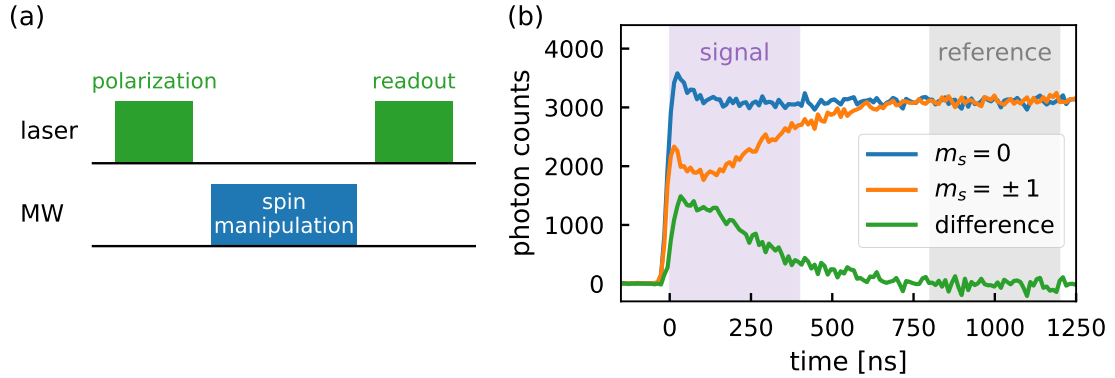 (a)
polarization
readout
laser
MW
spin
manipulation
(b)
photon counts
4000
3000
2000
1000
0
signal
reference
m_s = 0
m_s = ±1
difference
0
250
500
750
1000
1250
time [ns]